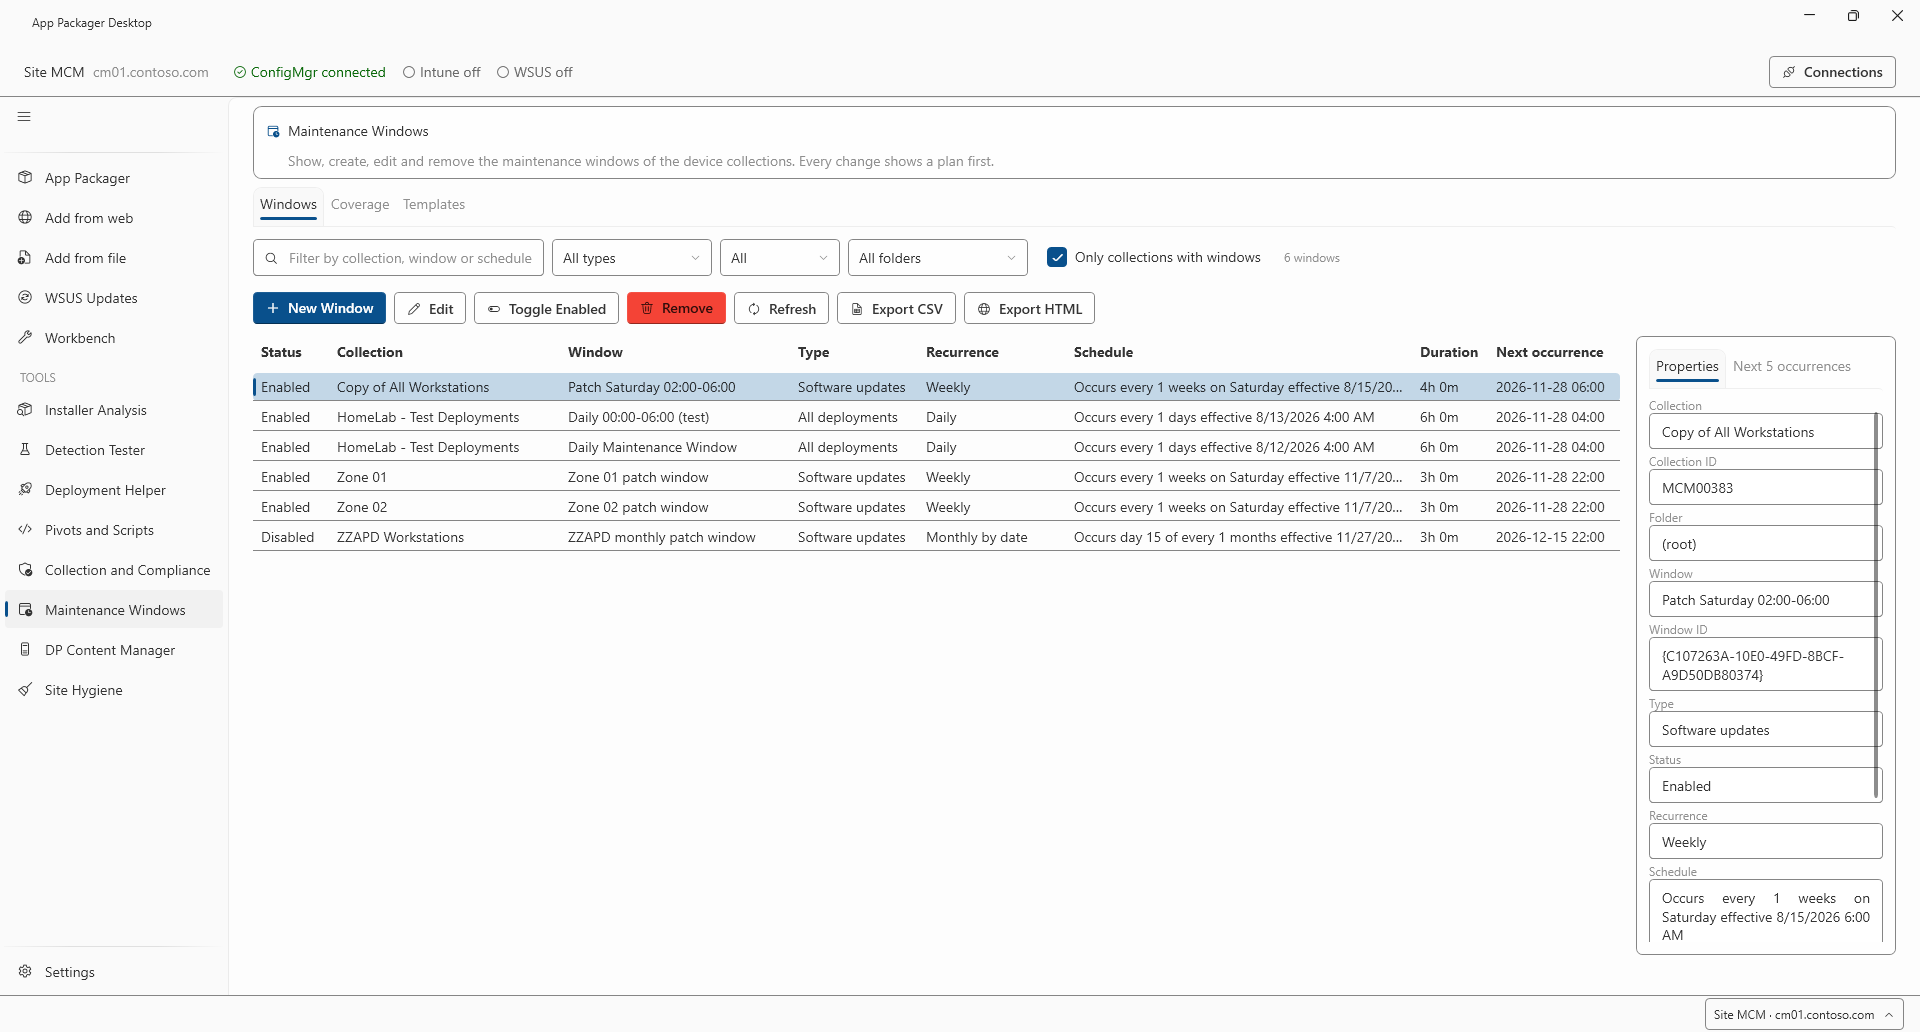 App Packager Desktop
Site MCM cm01.contoso.com ConfigMgr connected Intune off WSUS off Connections
Maintenance Windows
Show, create, edit and remove the maintenance windows of the device collections. Every change shows a plan first.
App Packager
Add from web
Add from file
WSUS Updates
Workbench
TOOLS
Installer Analysis
Detection Tester
Deployment Helper
Pivots and Scripts
Collection and Compliance
Maintenance Windows
DP Content Manager
Site Hygiene
Settings
Windows Coverage Templates
Filter by collection, window or schedule All types All All folders Only collections with windows 6 windows
New Window Edit Toggle Enabled Remove Refresh Export CSV Export HTML
Status Collection Window Type Recurrence Schedule Duration Next occurrence
Enabled Copy of All Workstations Patch Saturday 02:00-06:00 Software updates Weekly Occurs every 1 weeks on Saturday effective 8/15/20... 4h 0m 2026-11-28 06:00
Enabled HomeLab - Test Deployments Daily 00:00-06:00 (test) All deployments Daily Occurs every 1 days effective 8/13/2026 4:00 AM 6h 0m 2026-11-28 04:00
Enabled HomeLab - Test Deployments Daily Maintenance Window All deployments Daily Occurs every 1 days effective 8/12/2026 4:00 AM 6h 0m 2026-11-28 04:00
Enabled Zone 01 Zone 01 patch window Software updates Weekly Occurs every 1 weeks on Saturday effective 11/7/20... 3h 0m 2026-11-28 22:00
Enabled Zone 02 Zone 02 patch window Software updates Weekly Occurs every 1 weeks on Saturday effective 11/7/20... 3h 0m 2026-11-28 22:00
Disabled ZZAPD Workstations ZZAPD monthly patch window Software updates Monthly by date Occurs day 15 of every 1 months effective 11/27/20... 3h 0m 2026-12-15 22:00
Properties Next 5 occurrences
Collection
Copy of All Workstations
Collection ID
MCM00383
Folder
(root)
Window
Patch Saturday 02:00-06:00
Window ID
{C107263A-10E0-49FD-8BCF-
A9D50DB80374}
Type
Software updates
Status
Enabled
Recurrence
Weekly
Schedule
Occurs every 1 weeks on
Saturday effective 8/15/2026 6:00
AM
Site MCM · cm01.contoso.com